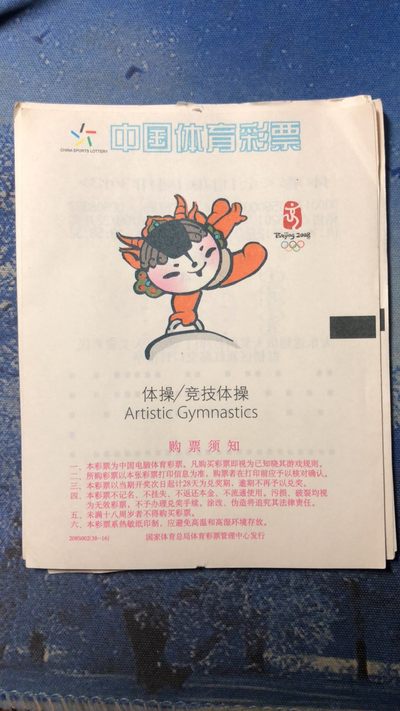 CHINA SPORTS LOTTERY
中国体育彩票
Beijing 2008
体操/竞技体操
Artistic Gymnastics
购票须知
一、本彩票为中国电脑体育彩票。凡购买彩票即视为已知晓其游戏规则。
二、所购彩票以本张彩票打印信息为准，购票者在打印睚应予以核对确认。
三、彩票以当期开奖次日起计28天为兑奖期，逾期不再予以兑奖。
四、本彩票不记名、不挂失、不返还本金、不流通使用。污损、破裂均视
为无效彩票，不予办理兑奖手续，涂改、伪造将追究其法律责任。
五、未满十八周岁者不得购买彩票。
六、本彩票系热敏纸印制，应避免高温和高湿环境存放。
2085002(10-16)
国家体育总局体育彩票管理中心发行